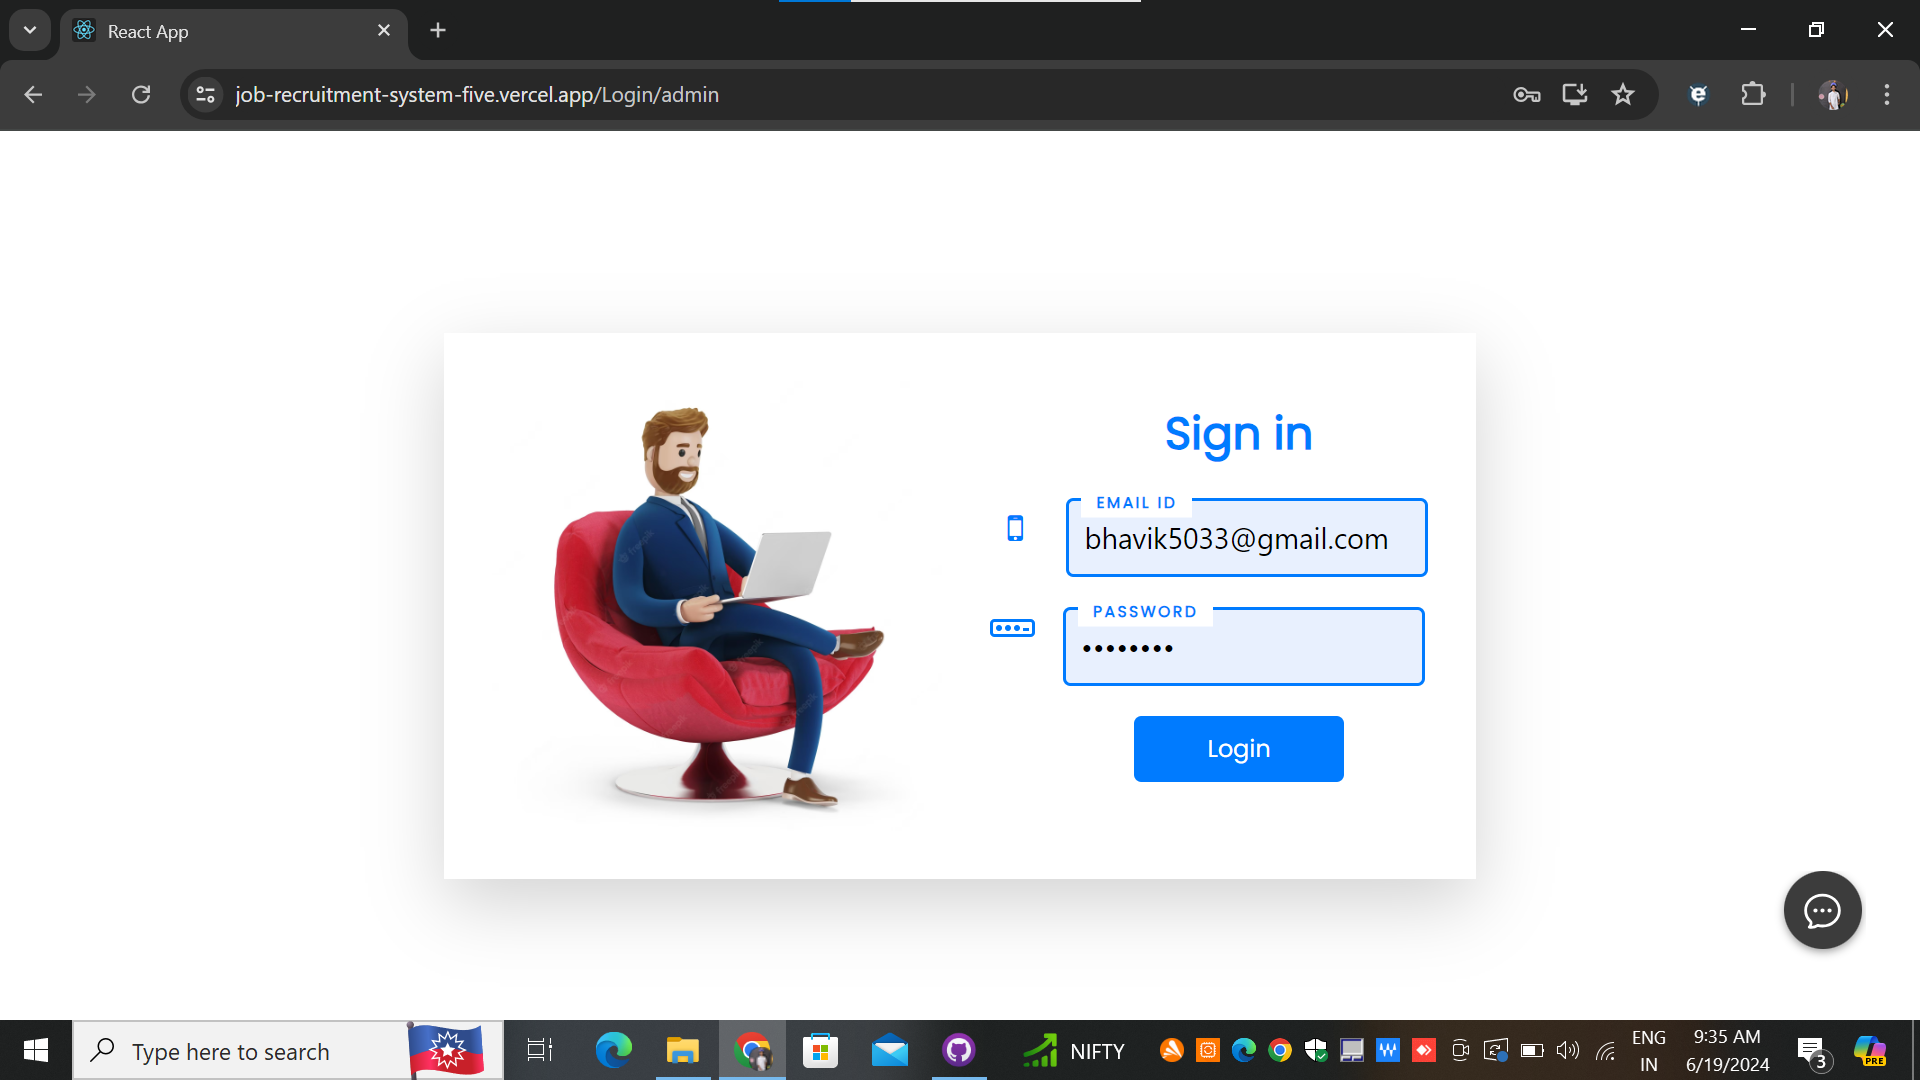 React App
job-recruitment-system-five.vercel.app/Login/admin
Sign in
EMAIL ID
bhavik5033@gmail.com
PASSWORD
••••••••
Login
Type here to search
NIFTY
ENG
IN
9:35 AM
6/19/2024
3
PRE